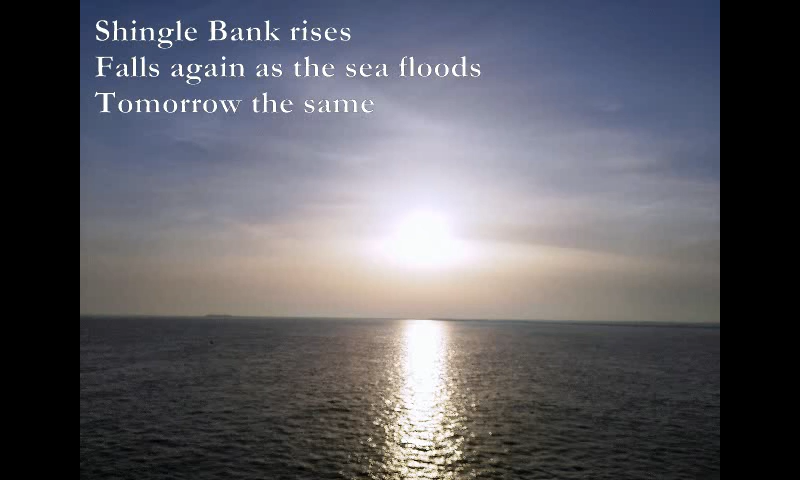 Shingle Bank rises
Falls again as the sea floods
Tomorrow the same